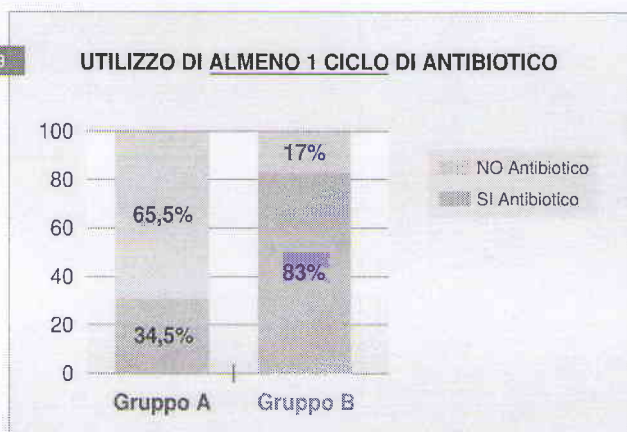 3
UTILIZZO DI ALMENO 1 CICLO DI ANTIBIOTICO
100
80
60
40
20
0
65,5%
34,5%
17%
83%
Gruppo A
Gruppo B
NO Antibiotico
SI Antibiotico